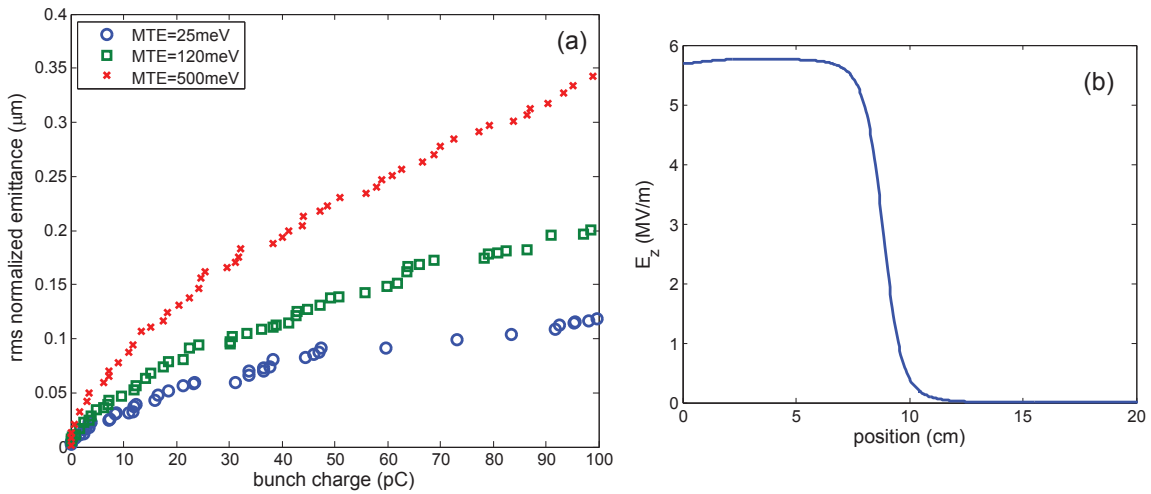 (a)
MTE=25meV
MTE=120meV
MTE=500meV
rms normalized emittance (μm)
0.4
0.35
0.3
0.25
0.2
0.15
0.1
0.05
0
0 10 20 30 40 50 60 70 80 90 100
bunch charge (pC)
(b)
E_z (MV/m)
6
5
4
3
2
1
0
0 5 10 15 20
position (cm)